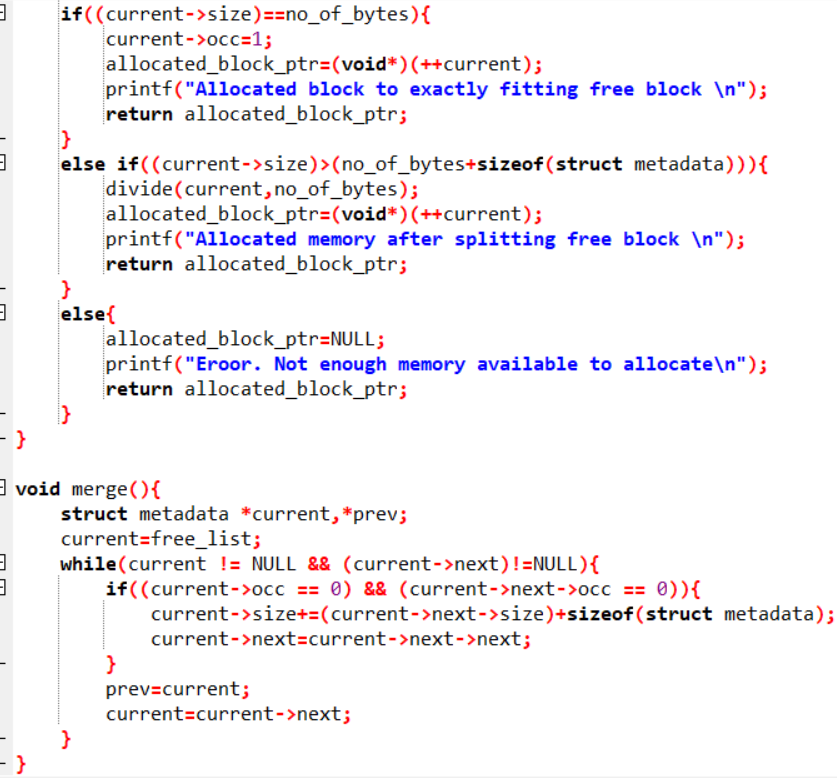 if((current->size)==no_of_bytes){
current->occ=1;
allocated_block_ptr=(void*)(++current);
printf("Allocated block to exactly fitting free block \n");
return allocated_block_ptr;
}
else if((current->size)>(no_of_bytes+sizeof(struct metadata))){
divide(current,no_of_bytes);
allocated_block_ptr=(void*)(++current);
printf("Allocated memory after splitting free block \n");
return allocated_block_ptr;
}
else{
allocated_block_ptr=NULL;
printf("Eroor. Not enough memory available to allocate\n");
return allocated_block_ptr;
}
}
void merge(){
struct metadata *current,*prev;
current=free_list;
while(current != NULL && (current->next)!=NULL){
if((current->occ == 0) && (current->next->occ == 0)){
current->size+=(current->next->size)+sizeof(struct metadata);
current->next=current->next->next;
}
prev=current;
current=current->next;
}
}